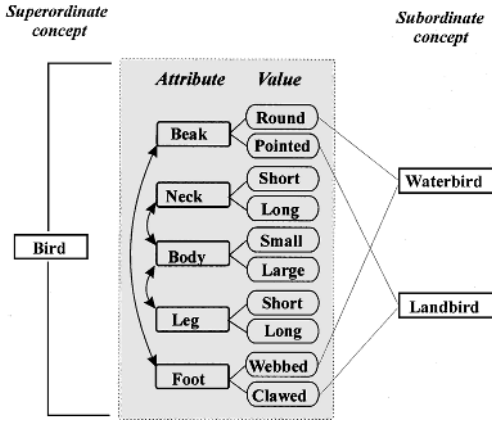 Superordinate
concept
Subordinate
concept
Attribute Value
Beak
Round
Pointed
Neck
Short
Long
Body
Small
Large
Leg
Short
Long
Foot
Webbed
Clawed
Bird
Waterbird
Landbird